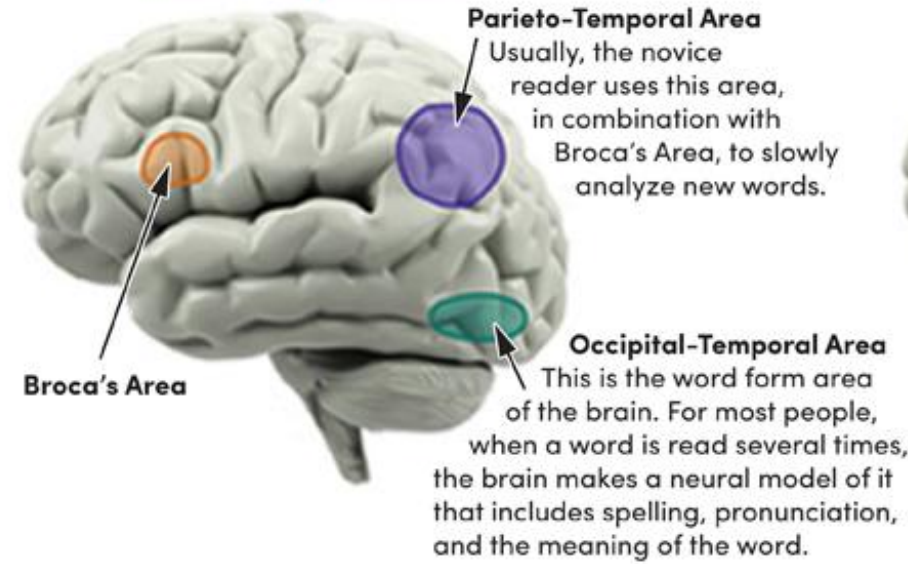 Parieto-Temporal Area
Usually, the novice
reader uses this area,
in combination with
Broca's Area, to slowly
analyze new words.
Broca's Area
Occipital-Temporal Area
This is the word form area
of the brain. For most people,
when a word is read several times,
the brain makes a neural model of it
that includes spelling, pronunciation,
and the meaning of the word.